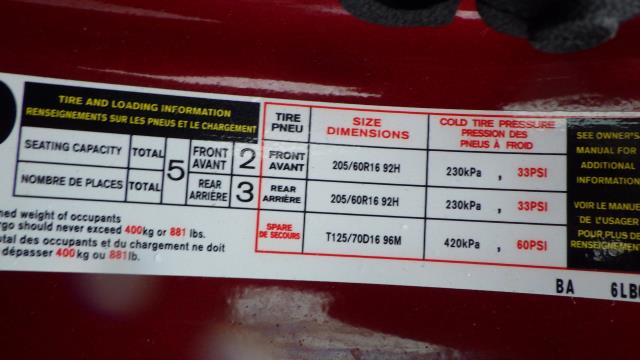 TIRE AND LOADING INFORMATION
RENSEIGNEMENTS SUR LES PNEUS ET LE CHARGEMENT
SEATING CAPACITY TOTAL 5 FRONT AVANT 2
NOMBRE DE PLACES TOTAL REAR ARRIÈRE 3
TIRE PNEU SIZE DIMENSIONS COLD TIRE PRESSURE PRESSION DES PNEUS À FROID
FRONT AVANT 205/60R16 92H 230kPa , 33PSI
REAR ARRIÈRE 205/60R16 92H 230kPa , 33PSI
SPARE DE SECOURS T125/70D16 96M 420kPa , 60PSI
SEE OWNER'S
MANUAL FOR
ADDITIONAL
INFORMATION
VOIR LE MANUE
DE L'USAGER
POUR PLUS DE
RENSEIGNEMENT
ned weight of occupants
rgo should never exceed 400kg or 881 lbs.
otal des occupants et du chargement ne doit
dépasser 400kg ou 881lb.
BA 6LB